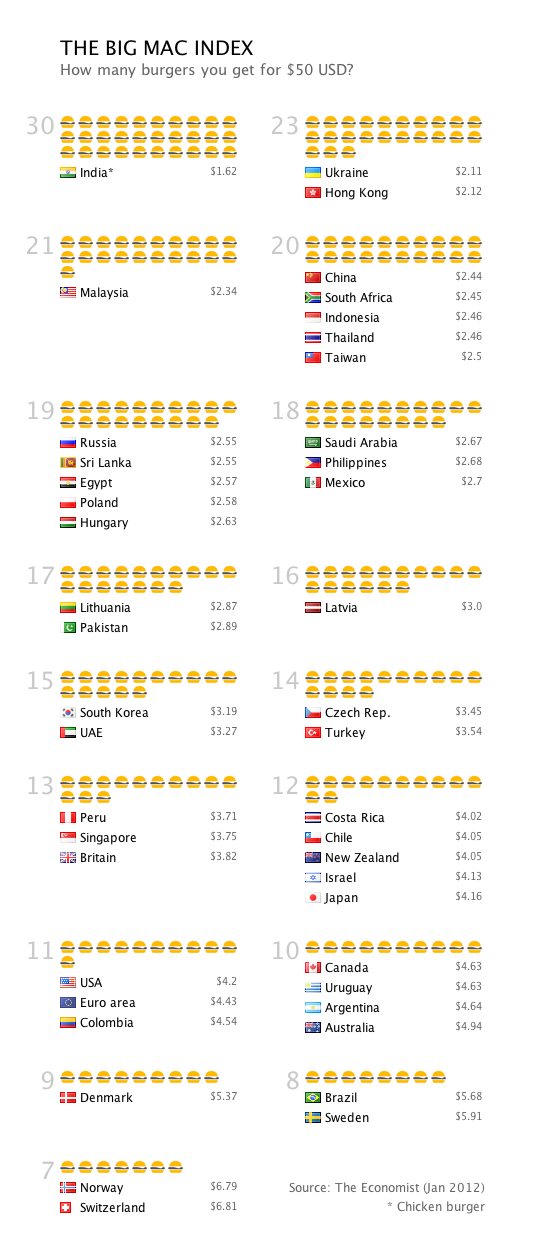 THE BIG MAC INDEX
How many burgers you get for $50 USD?
30
India* $1.62
23
Ukraine $2.11
Hong Kong $2.12
21
Malaysia $2.34
20
China $2.44
South Africa $2.45
Indonesia $2.46
Thailand $2.46
Taiwan $2.5
19
Russia $2.55
Sri Lanka $2.55
Egypt $2.57
Poland $2.58
Hungary $2.63
18
Saudi Arabia $2.67
Philippines $2.68
Mexico $2.7
17
Lithuania $2.87
Pakistan $2.89
16
Latvia $3.0
15
South Korea $3.19
UAE $3.27
14
Czech Rep. $3.45
Turkey $3.54
13
Peru $3.71
Singapore $3.75
Britain $3.82
12
Costa Rica $4.02
Chile $4.05
New Zealand $4.05
Israel $4.13
Japan $4.16
11
USA $4.2
Euro area $4.43
Colombia $4.54
10
Canada $4.63
Uruguay $4.63
Argentina $4.64
Australia $4.94
9
Denmark $5.37
8
Brazil $5.68
Sweden $5.91
7
Norway $6.79
Switzerland $6.81
Source: The Economist (Jan 2012)
* Chicken burger